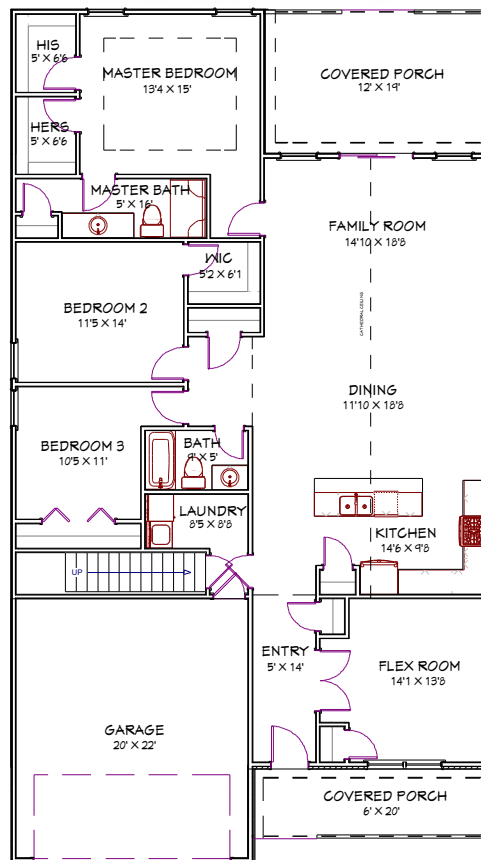 HIS
5' X 6'6
MASTER BEDROOM
13'4 X 15'
COVERED PORCH
12' X 19'
HERS
5' X 6'6
MASTER BATH
5' X 16'
FAMILY ROOM
14'10 X 18'8
WIC
5'2 X 6'1
BEDROOM 2
11'5 X 14'
CATHEDRAL CEILING
DINING
11'10 X 18'8
BEDROOM 3
10'5 X 11'
BATH
9' X 5'
LAUNDRY
8'5 X 8'8
KITCHEN
14'6 X 9'8
UP
ENTRY
5' X 14'
FLEX ROOM
14'1 X 13'8
GARAGE
20' X 22'
COVERED PORCH
6' X 20'